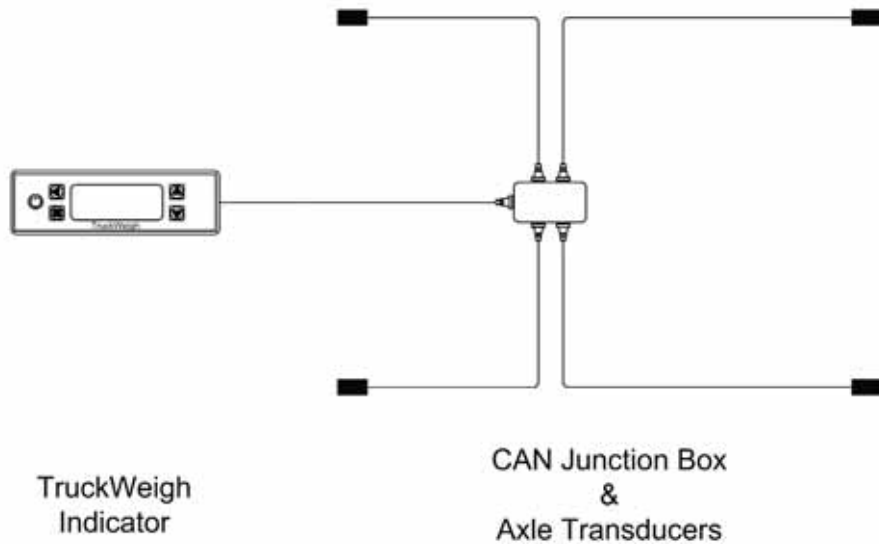 TruckWeigh
TruckWeigh
Indicator
CAN Junction Box
&
Axle Transducers